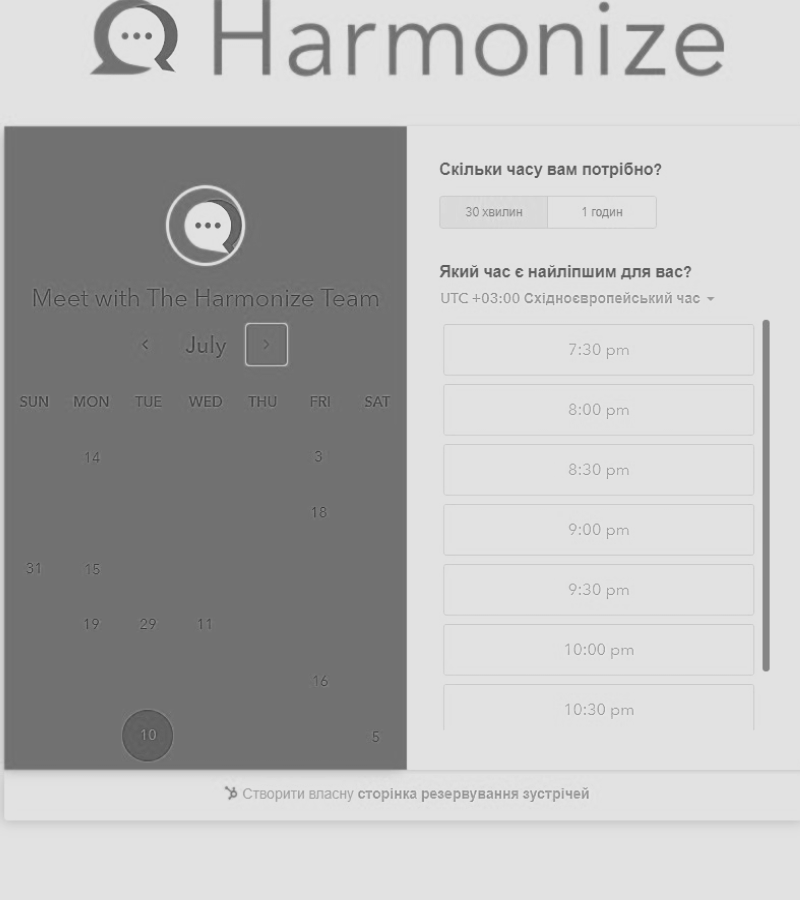 Harmonize
Meet with The Harmonize Team
July
SUN MON TUE WED THU FRI SAT
14 3
18
31 15
19 29 11
16
10 5
Скільки часу вам потрібно?
30 хвилин 1 годин
Який час є найліпшим для вас?
UTC +03:00 Східноєвропейський час
7:30 pm
8:00 pm
8:30 pm
9:00 pm
9:30 pm
10:00 pm
10:30 pm
Створити власну сторінка резервування зустрічей